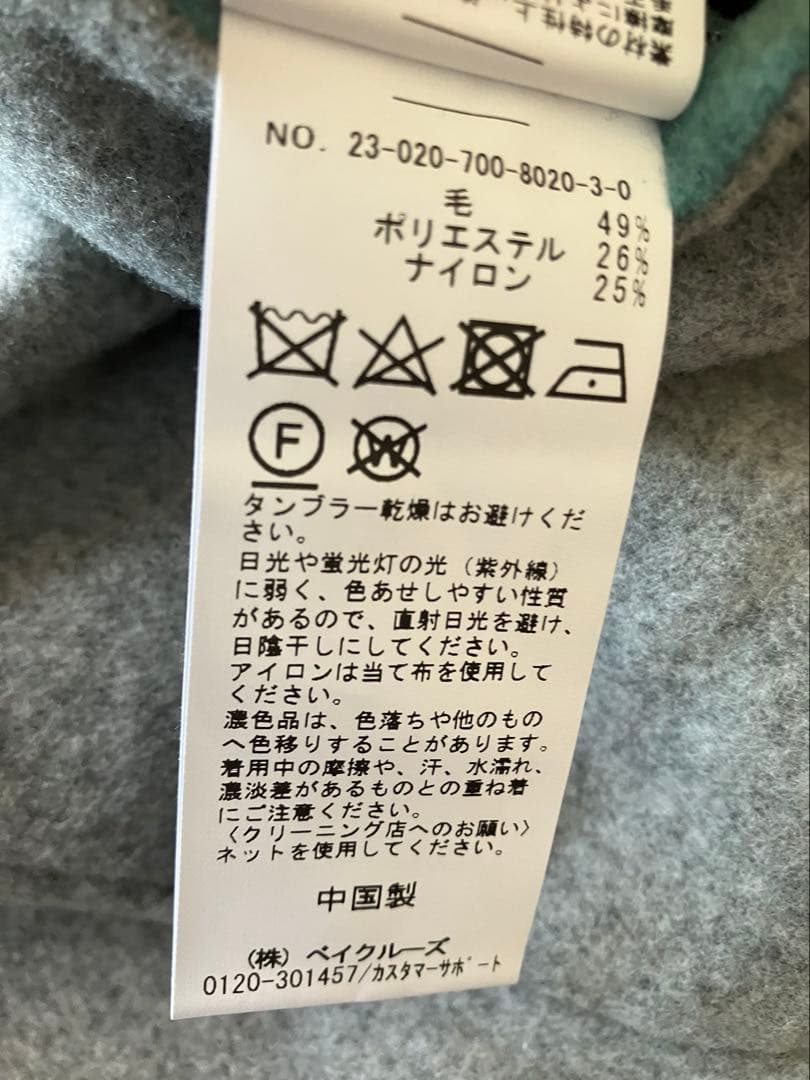 素材の特性上
NO. 23-020-700-8020-3-0
毛 49%
ポリエステル 26%
ナイロン 25%
F
W
タンブラー乾燥はお避けくだ
さい。
日光や蛍光灯の光（紫外線）
に弱く、色あせしやすい性質
があるので、直射日光を避け、
日陰干しにしてください。
アイロンは当て布を使用して
ください。
濃色品は、色落ちや他のもの
へ色移りすることがあります。
着用中の摩擦や、汗、水濡れ、
濃淡差があるものとの重ね着
にご注意ください。
〈クリーニング店へのお願い〉
ネットを使用してください。
中国製
（株）ベイクルーズ
0120-301457/ｶｽﾀﾏｰｻﾎﾟｰﾄ